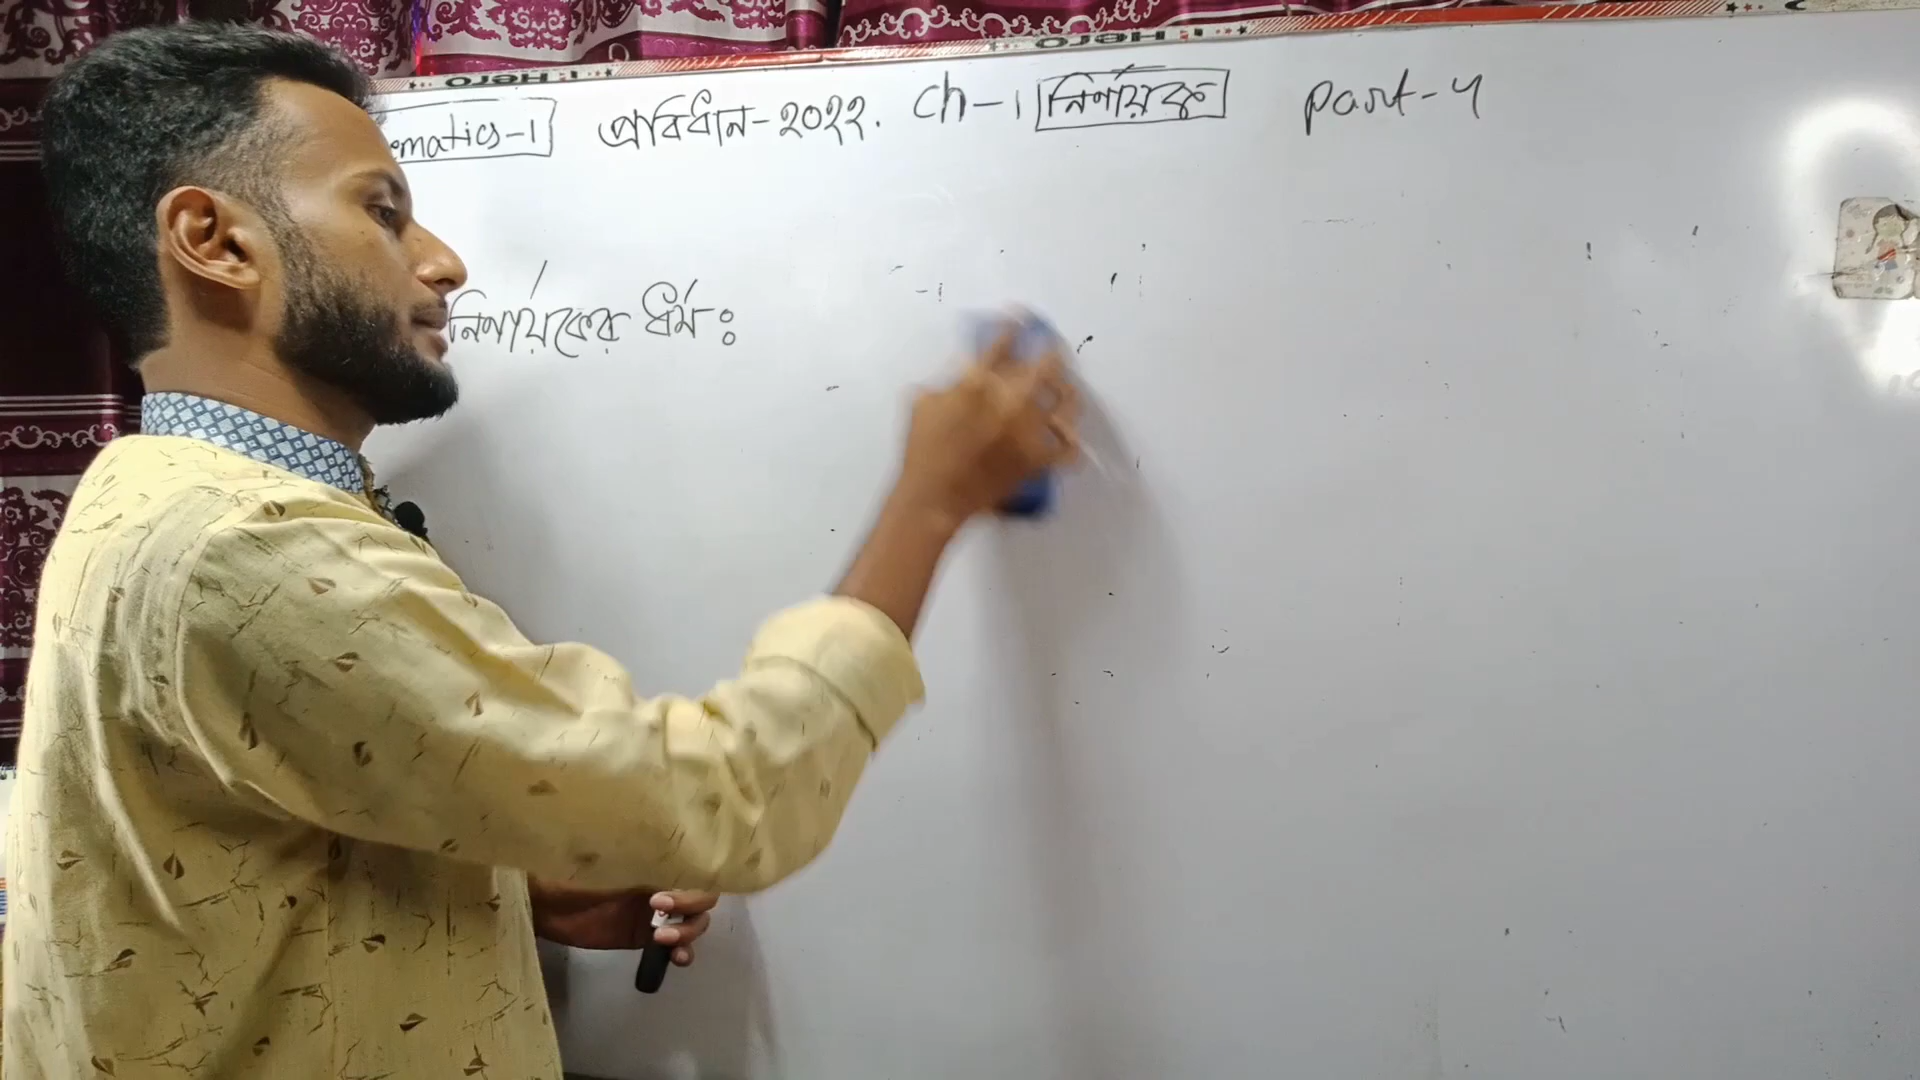 ematics-1 প্রবিধান-২০২২. Ch-1 নির্ণায়ক Part-4
নির্ণায়কের ধর্ম ঃ